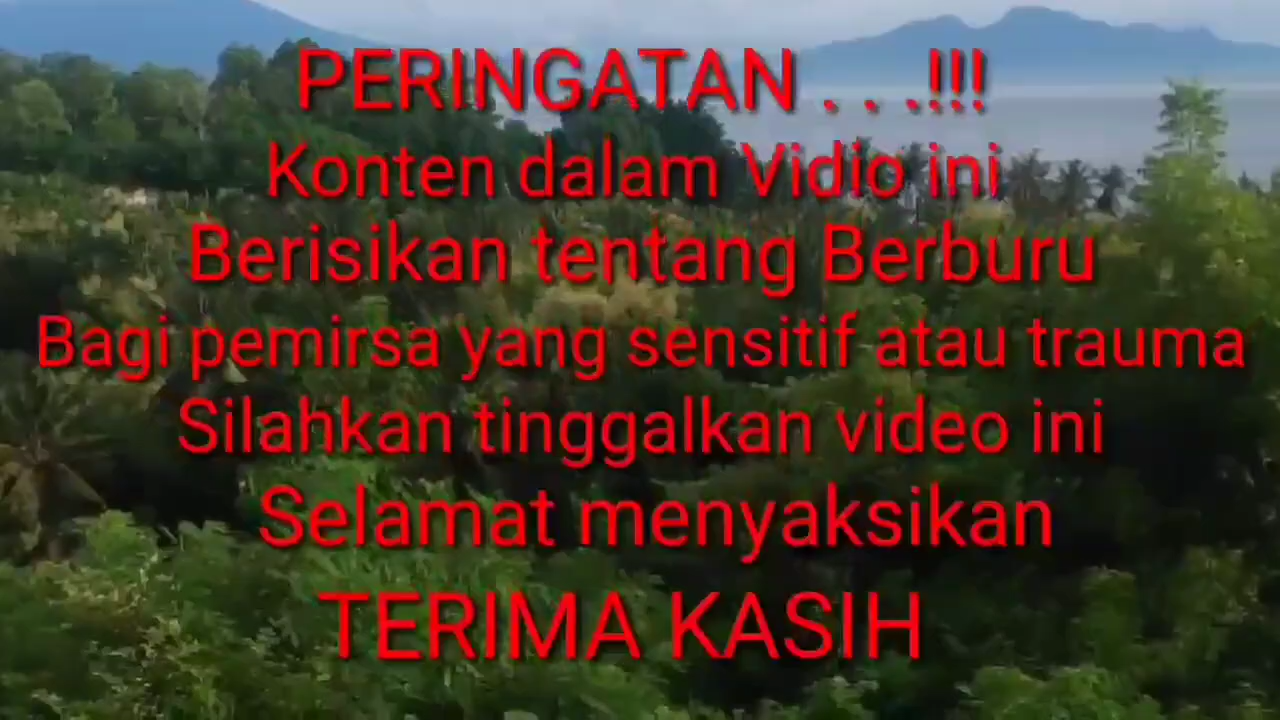 PERINGATAN . . .!!!
Konten dalam Vidio ini
Berisikan tentang Berburu
Bagi pemirsa yang sensitif atau trauma
Silahkan tinggalkan video ini
Selamat menyaksikan
TERIMA KASIH